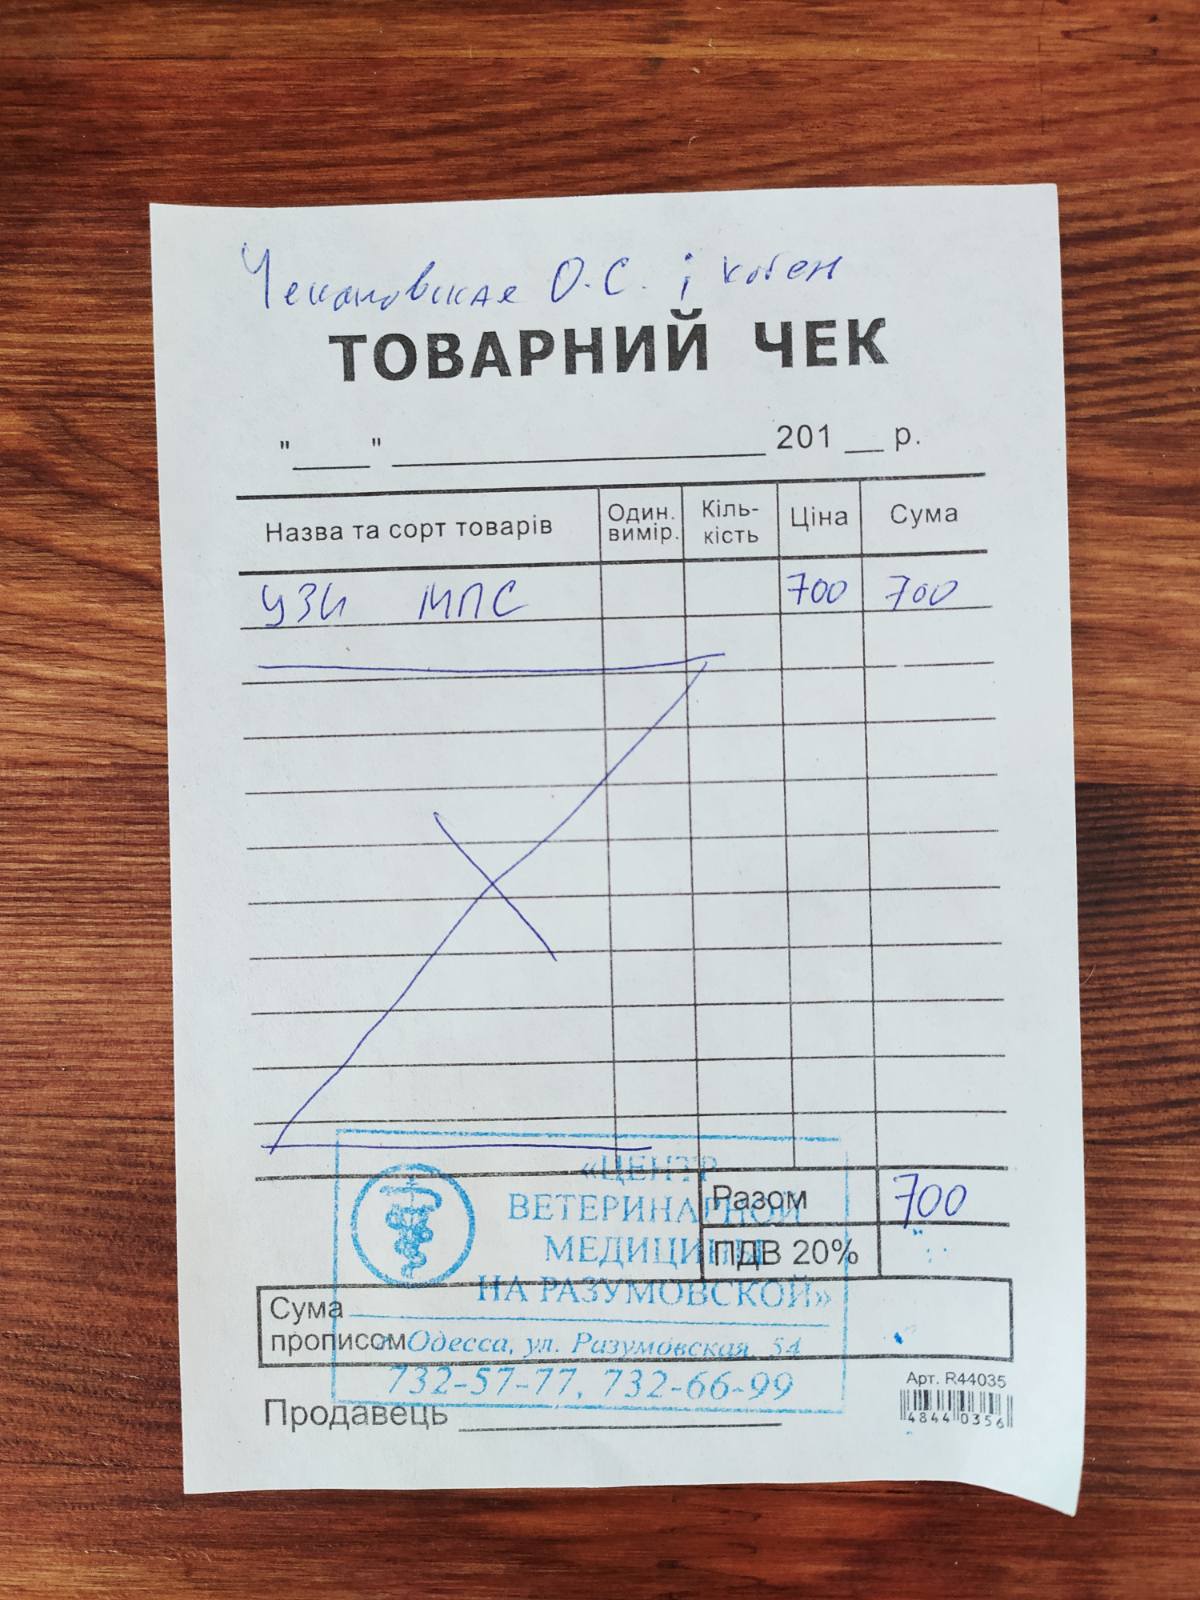 Чекановская О.С. і котен
ТОВАРНИЙ ЧЕК
"____" ____________________ 201 __ р.
Назва та сорт товарів Один. вимір. Кіль-кість Ціна Сума
УЗИ МПС 700 700
«ЦЕНТР
ВЕТЕРИНАРНОЙ
МЕДИЦИНЫ
НА РАЗУМОВСКОЙ»
г. Одесса, ул. Разумовская, 54
732-57-77, 732-66-99
Разом 700
ПДВ 20%
Сума
прописом
Арт. R44035
4844 0356
Продавець